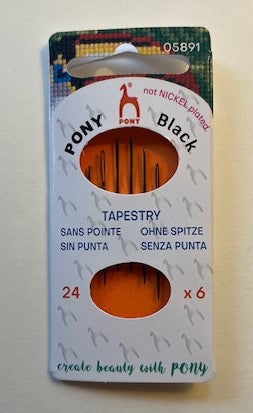 05891
not NICKEL plated
PONY Black
PONY
TAPESTRY
SANS POINTE OHNE SPITZE
SIN PUNTA SENZA PUNTA
24 x 6
create beauty with PONY